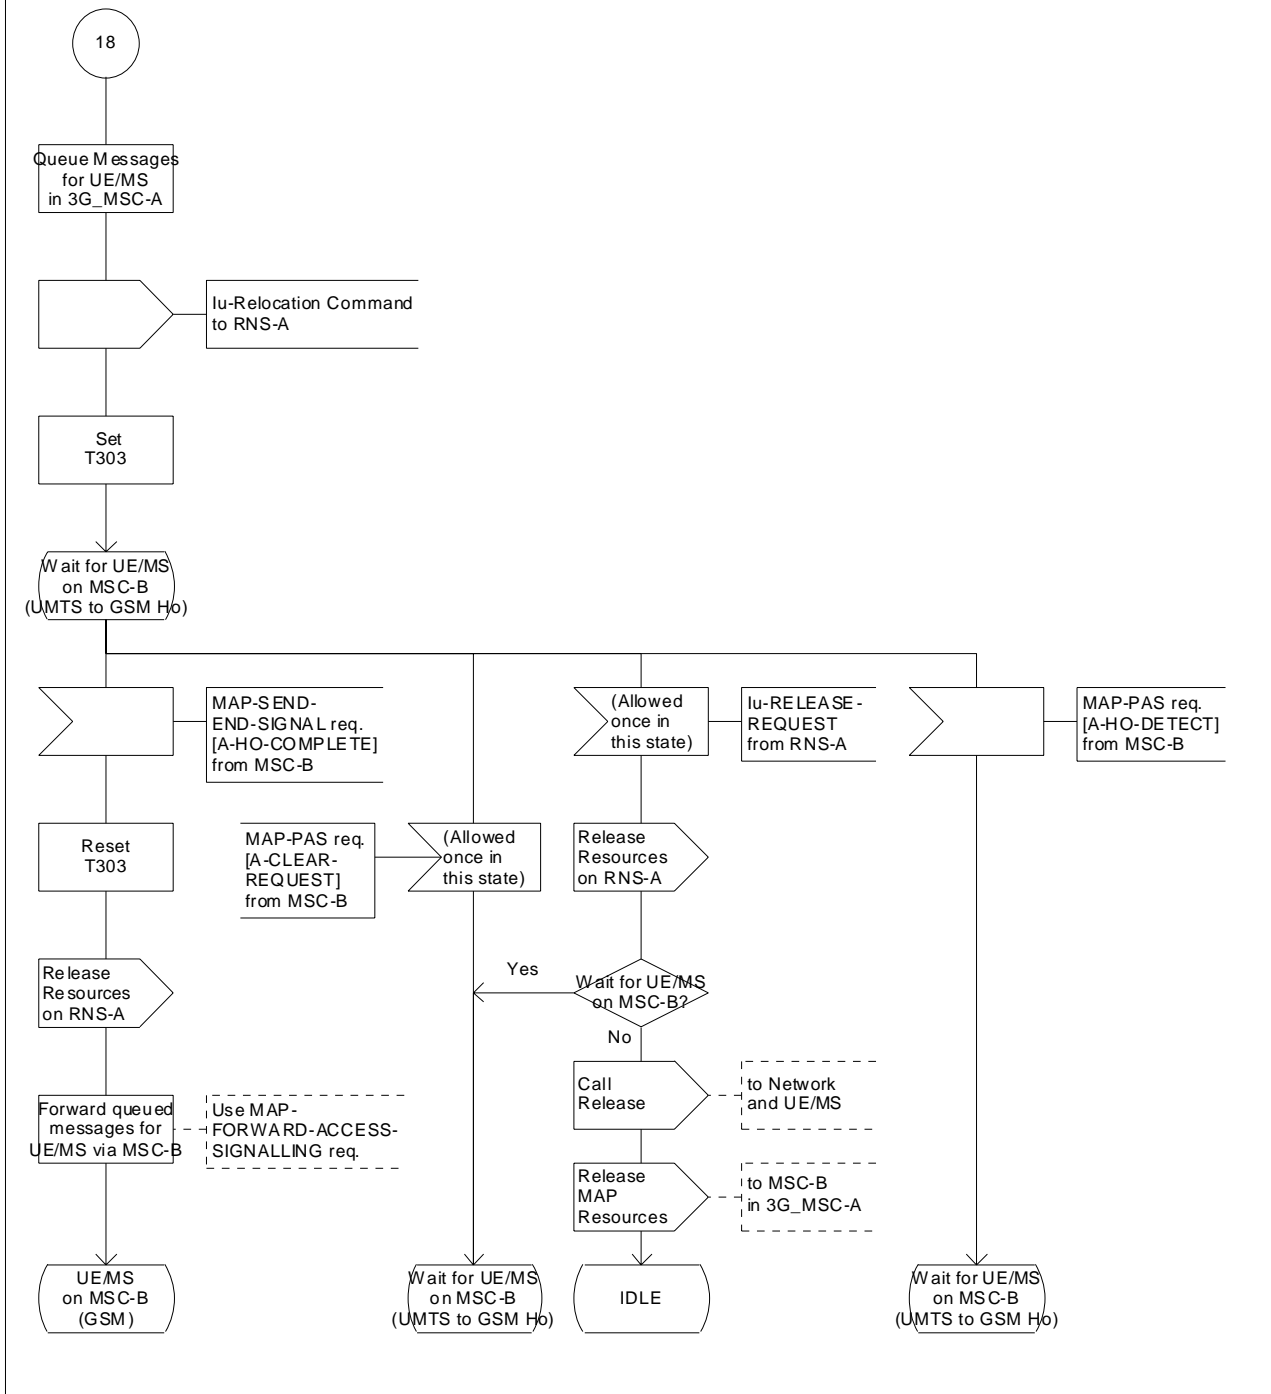 18
Queue Messages
for UE/MS
in 3G_MSC-A
Iu-Relocation Command
to RNS-A
Set
T303
Wait for UE/MS
on MSC-B
(UMTS to GSM Ho)
MAP-SEND-
END-SIGNAL req.
[A-HO-COMPLETE]
from MSC-B
(Allowed
once in
this state)
Iu-RELEASE-
REQUEST
from RNS-A
MAP-PAS req.
[A-HO-DETECT]
from MSC-B
Reset
T303
MAP-PAS req.
[A-CLEAR-
REQUEST]
from MSC-B
(Allowed
once in
this state)
Release
Resources
on RNS-A
Release
Resources
on RNS-A
Yes
Wait for UE/MS
on MSC-B?
No
Forward queued
messages for
UE/MS via MSC-B
Use MAP-
FORWARD-ACCESS-
SIGNALLING req.
Call
Release
to Network
and UE/MS
Release
MAP
Resources
to MSC-B
in 3G_MSC-A
UE/MS
on MSC-B
(GSM)
Wait for UE/MS
on MSC-B
(UMTS to GSM Ho)
IDLE
Wait for UE/MS
on MSC-B
(UMTS to GSM Ho)